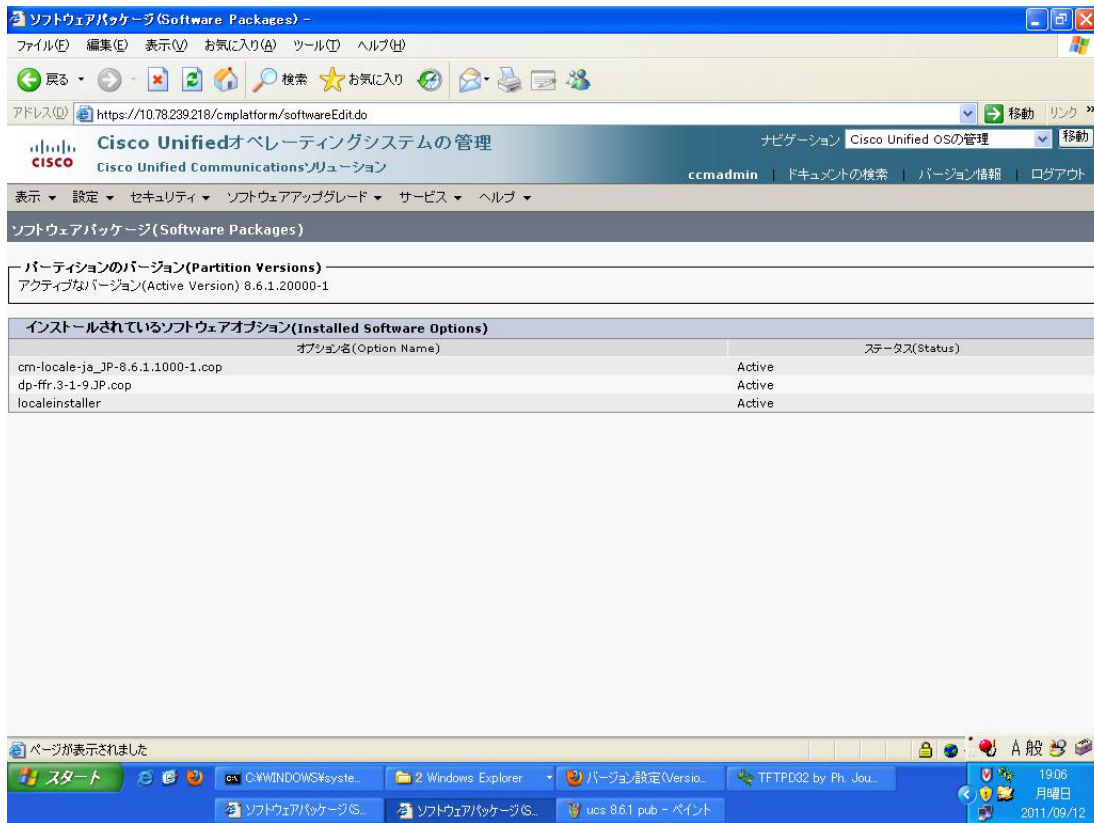 ソフトウェアパッケージ(Software Packages) -
ファイル(F) 編集(E) 表示(V) お気に入り(A) ツール(T) ヘルプ(H)
戻る 検索 お気に入り
アドレス(D) https://10.78.239.218/cmplatform/softwareEdit.do 移動 リンク »
CISCO
Cisco Unifiedオペレーティングシステムの管理
Cisco Unified Communicationsソリューション
ナビゲーション Cisco Unified OSの管理 移動
ccmadmin | ドキュメントの検索 | バージョン情報 | ログアウト
表示 設定 セキュリティ ソフトウェアアップグレード サービス ヘルプ
ソフトウェアパッケージ(Software Packages)
パーティションのバージョン(Partition Versions)
アクティブなバージョン(Active Version) 8.6.1.20000-1
インストールされているソフトウェアオプション(Installed Software Options)
オプション名(Option Name) ステータス(Status)
cm-locale-ja_JP-8.6.1.1000-1.cop Active
dp-ffr.3-1-9.JP.cop Active
localeinstaller Active
ページが表示されました
A 般
スタート C:¥WINDOWS¥syste... 2 Windows Explorer バージョン設定(Versio... TFTPD32 by Ph. Jou...
ソフトウェアパッケージ(S... ソフトウェアパッケージ(S... ucs 8.6.1 pub - ペイント
19:06
月曜日
2011/09/12